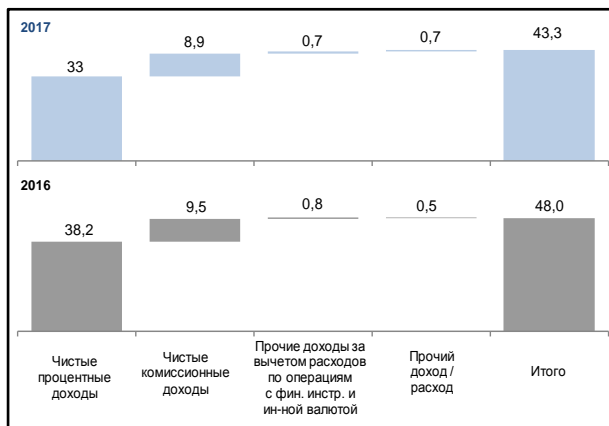 2017
33
8,9
0,7
0,7
43,3
2016
38,2
9,5
0,8
0,5
48,0
Чистые
процентные
доходы
Чистые
комиссионные
доходы
Прочие доходы за
вычетом расходов
по операциям
с фин. инстр. и
ин-ной валютой
Прочий
доход /
расход
Итого